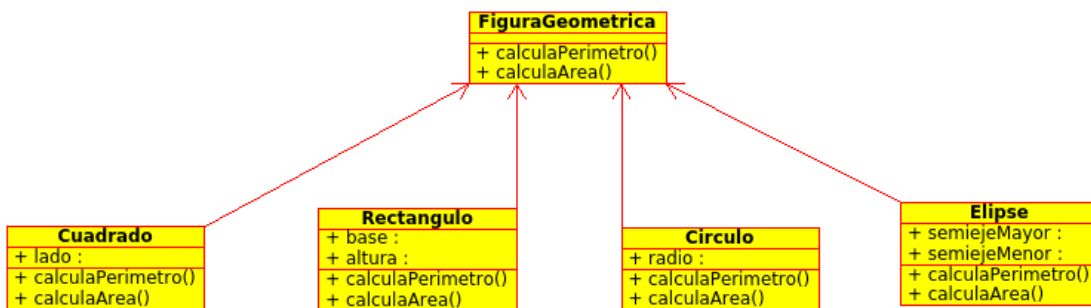 FiguraGeometrica
+ calculaPerimetro()
+ calculaArea()
Cuadrado
+ lado :
+ calculaPerimetro()
+ calculaArea()
Rectangulo
+ base :
+ altura :
+ calculaPerimetro()
+ calculaArea()
Circulo
+ radio :
+ calculaPerimetro()
+ calculaArea()
Elipse
+ semiejeMayor :
+ semiejeMenor :
+ calculaPerimetro()
+ calculaArea()